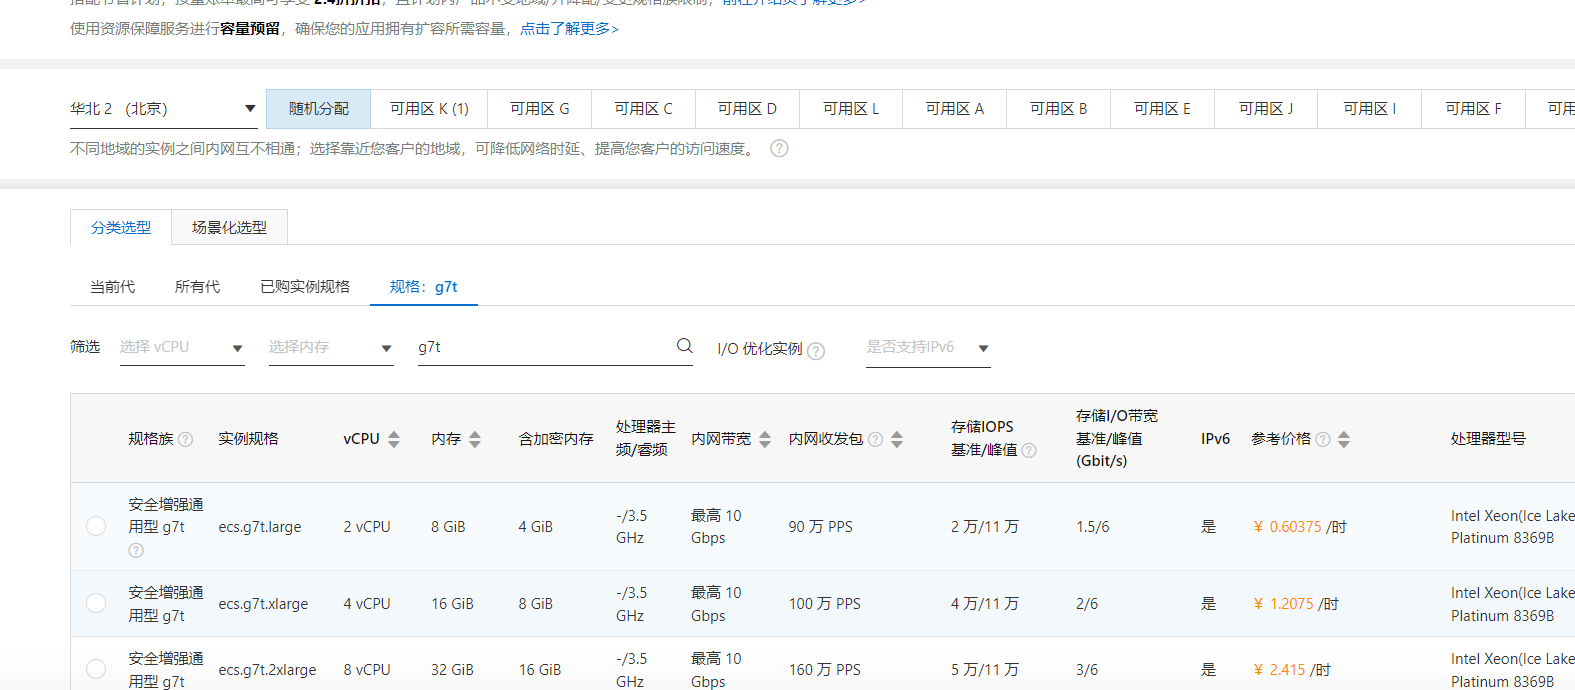 使用资源保障服务进行容量预留，确保您的应用拥有扩容所需容量，点击了解更多>
华北 2 （北京） 随机分配 可用区 K (1) 可用区 G 可用区 C 可用区 D 可用区 L 可用区 A 可用区 B 可用区 E 可用区 J 可用区 I 可用区 F 可用
不同地域的实例之间内网互不相通；选择靠近您客户的地域，可降低网络时延、提高您客户的访问速度。 ?
分类选型 场景化选型
当前代 所有代 已购实例规格 规格：g7t
筛选 选择 vCPU 选择内存 g7t I/O 优化实例 ? 是否支持IPv6
规格族 ? 实例规格 vCPU 内存 含加密内存 处理器主
频/睿频 内网带宽 内网收发包 ? 存储IOPS
基准/峰值 ? 存储I/O带宽
基准/峰值
(Gbit/s) IPv6 参考价格 ? 处理器型号
安全增强通
用型 g7t
? ecs.g7t.large 2 vCPU 8 GiB 4 GiB -/3.5
GHz 最高 10
Gbps 90 万 PPS 2 万/11 万 1.5/6 是 ¥ 0.60375 /时 Intel Xeon(Ice Lake
Platinum 8369B
安全增强通
用型 g7t ecs.g7t.xlarge 4 vCPU 16 GiB 8 GiB -/3.5
GHz 最高 10
Gbps 100 万 PPS 4 万/11 万 2/6 是 ¥ 1.2075 /时 Intel Xeon(Ice Lake
Platinum 8369B
安全增强通
用型 g7t ecs.g7t.2xlarge 8 vCPU 32 GiB 16 GiB -/3.5
GHz 最高 10
Gbps 160 万 PPS 5 万/11 万 3/6 是 ¥ 2.415 /时 Intel Xeon(Ice Lake
Platinum 8369B